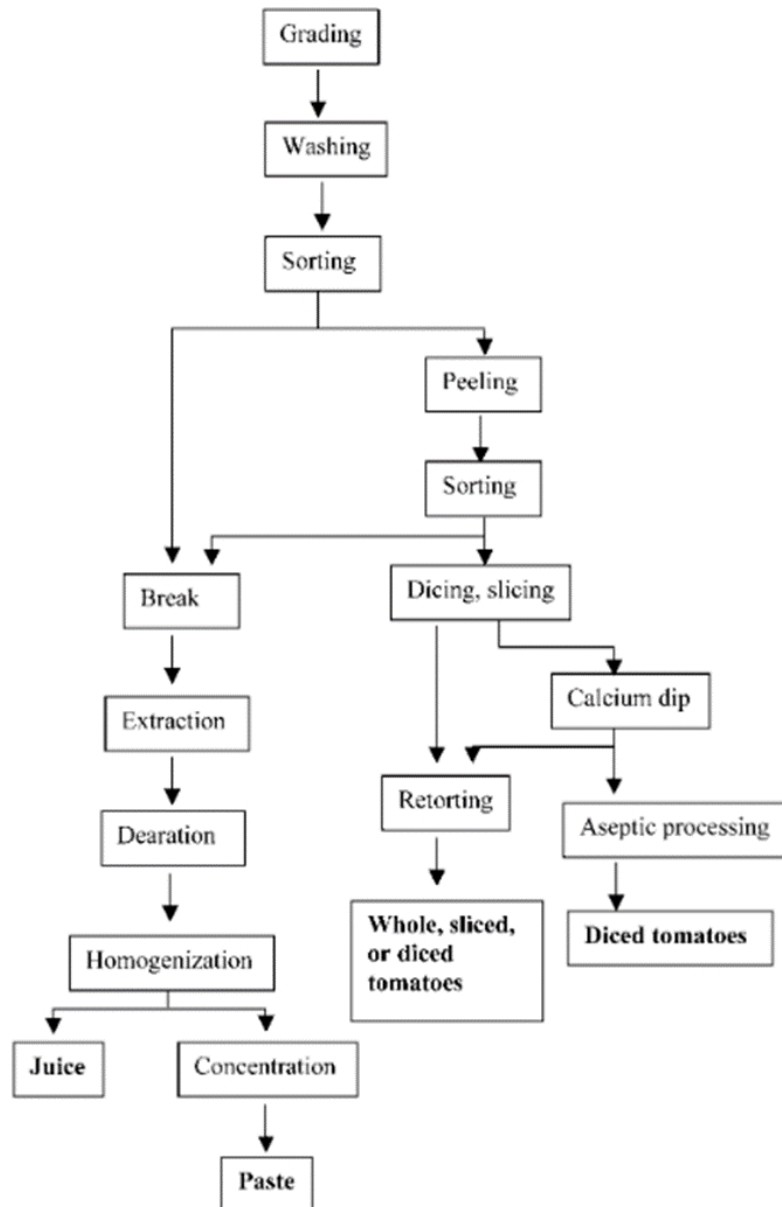 Grading
Washing
Sorting
Peeling
Sorting
Break
Dicing, slicing
Extraction
Calcium dip
Retorting
Dearation
Aseptic processing
Whole, sliced,
or diced
tomatoes
Diced tomatoes
Homogenization
Juice
Concentration
Paste